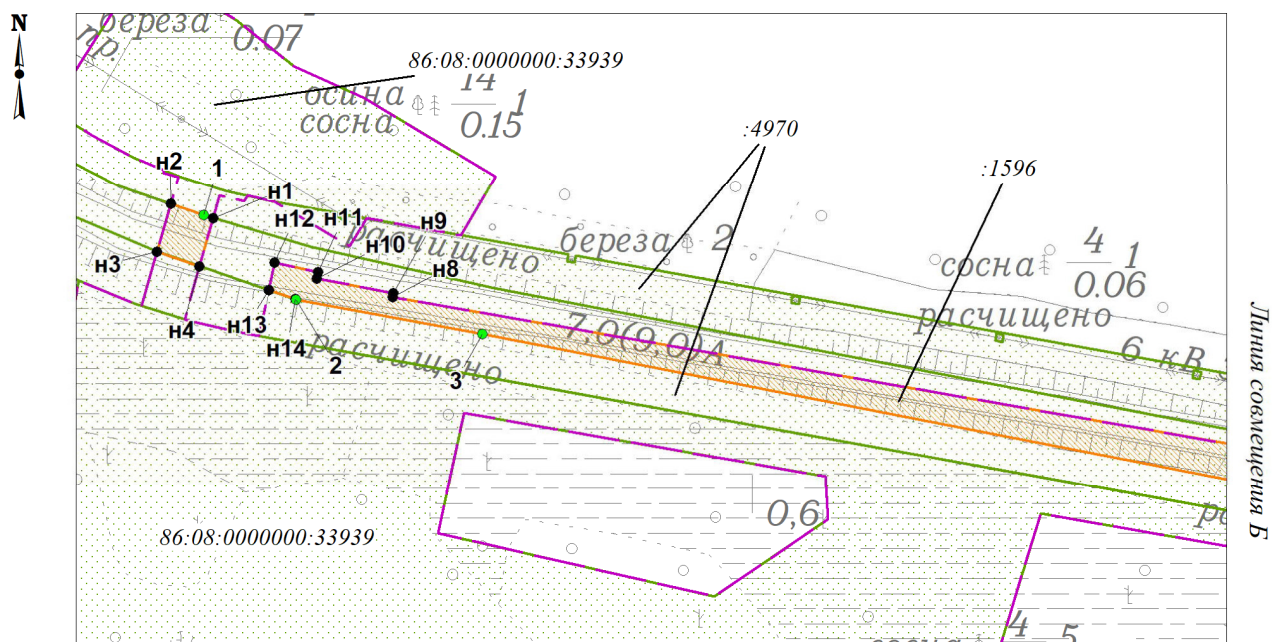 N
береза
0.07
пр.
86:08:0000000:33939
осина
сосна
14
0.15
1
:4970
:1596
н2
1
н1
н12
н11
н10
н9
н8
н3
н4
н13
н14
2
3
расчищено
береза 2
сосна
4
0.06
1
расчищено
7,0(9,0)А
6 кВ
расчищено
0,6
86:08:0000000:33939
4
5
Линия совмещения Б